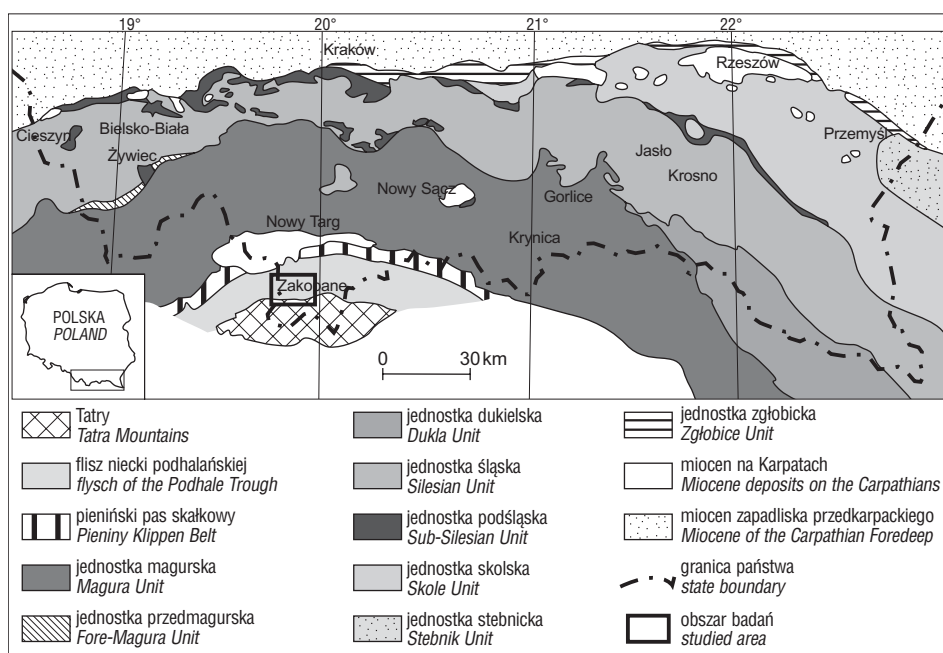 19°
20°
21°
22°
Kraków
Rzeszów
Cieszyn
Bielsko-Biała
Przemyśl
Żywiec
Jasło
Nowy Sącz
Krosno
Gorlice
Nowy Targ
Krynica
Zakopane
POLSKA
POLAND
0 30 km
Tatry
Tatra Mountains
flisz niecki podhalańskiej
flysch of the Podhale Trough
pieniński pas skałkowy
Pieniny Klippen Belt
jednostka magurska
Magura Unit
jednostka przedmagurska
Fore-Magura Unit
jednostka dukielska
Dukla Unit
jednostka śląska
Silesian Unit
jednostka podśląska
Sub-Silesian Unit
jednostka skolska
Skole Unit
jednostka stebnicka
Stebnik Unit
jednostka zgłobicka
Zgłobice Unit
miocen na Karpatach
Miocene deposits on the Carpathians
miocen zapadliska przedkarpackiego
Miocene of the Carpathian Foredeep
granica państwa
state boundary
obszar badań
studied area